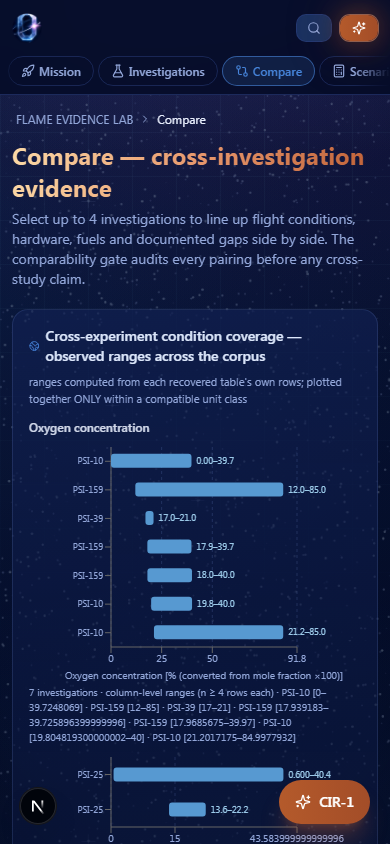 Mission
Investigations
Compare
Scenar
FLAME EVIDENCE LAB > Compare
Compare — cross-investigation
evidence
Select up to 4 investigations to line up flight conditions,
hardware, fuels and documented gaps side by side. The
comparability gate audits every pairing before any cross-
study claim.
Cross-experiment condition coverage —
observed ranges across the corpus
ranges computed from each recovered table's own rows; plotted
together ONLY within a compatible unit class
Oxygen concentration
PSI-10 0.00–39.7
PSI-159 12.0–85.0
PSI-39 17.0–21.0
PSI-159 17.9–39.7
PSI-159 18.0–40.0
PSI-10 19.8–40.0
PSI-10 21.2–85.0
0 25 50 91.8
Oxygen concentration [% (converted from mole fraction ×100)]
7 investigations · column-level ranges (n ≥ 4 rows each) · PSI-10 [0–
39.7248069] · PSI-159 [12–85] · PSI-39 [17–21] · PSI-159 [17.939183–
39.725896399999996] · PSI-159 [17.9685675–39.97] · PSI-10
[19.804819300000002–40] · PSI-10 [21.2017175–84.9977932]
PSI-25 0.600–40.4
PSI-25 13.6–22.2
N
CIR-1
0 15 43.583999999999996